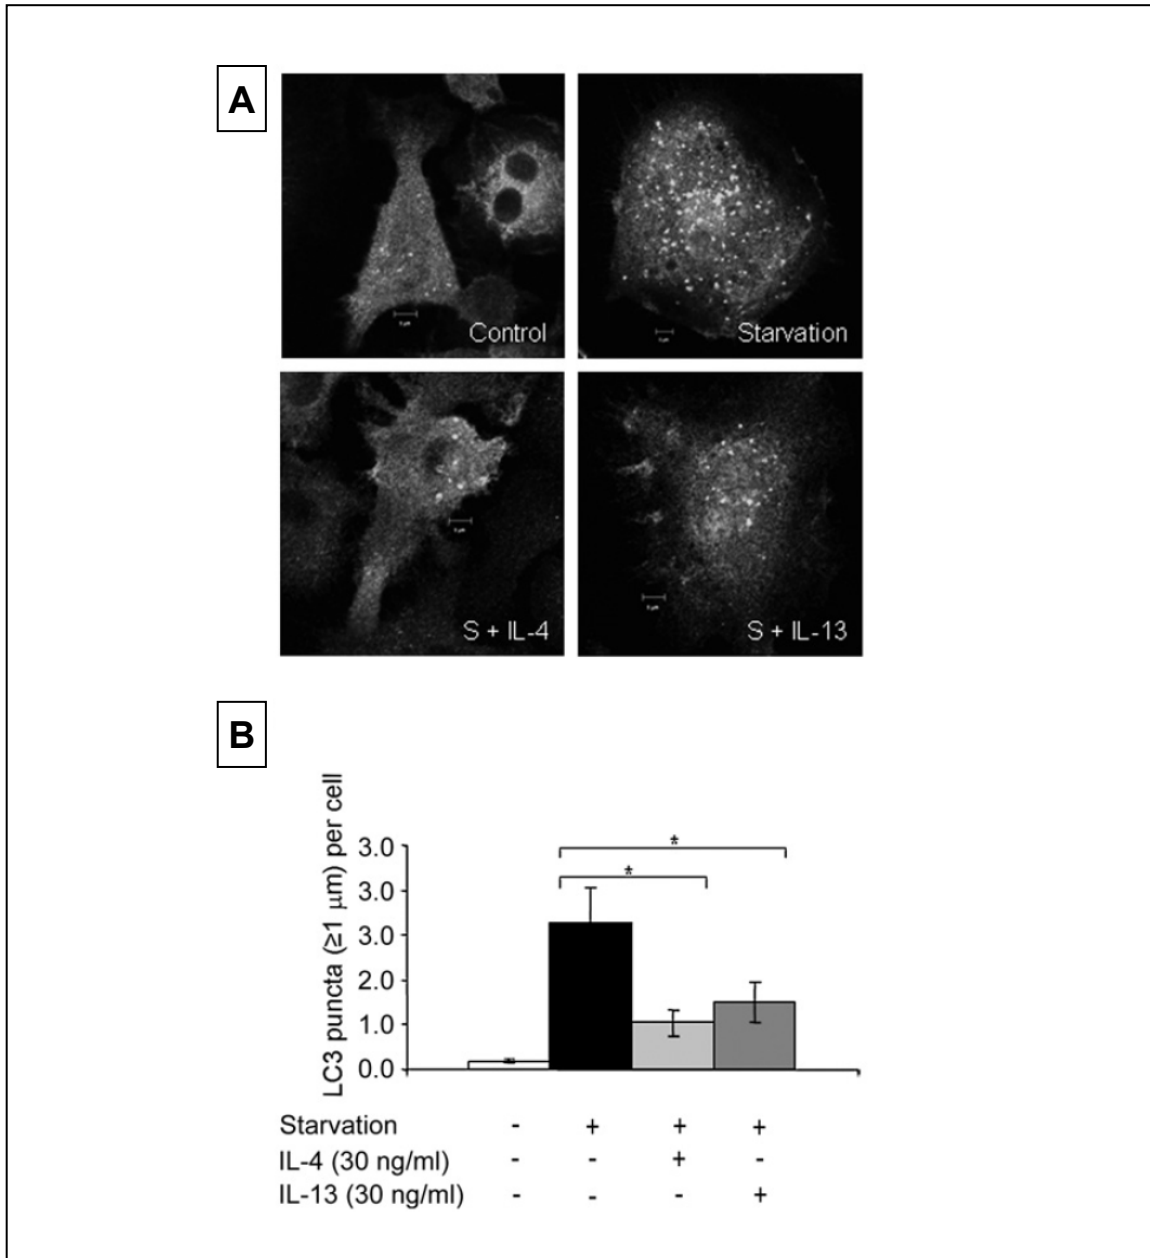 A
Control
Starvation
S + IL-4
S + IL-13
B
LC3 puncta (≥1 μm) per cell
3.0
3.0
3.0
2.0
1.0
0.0
*
*
Starvation - + + +
IL-4 (30 ng/ml) - - + -
IL-13 (30 ng/ml) - - - +